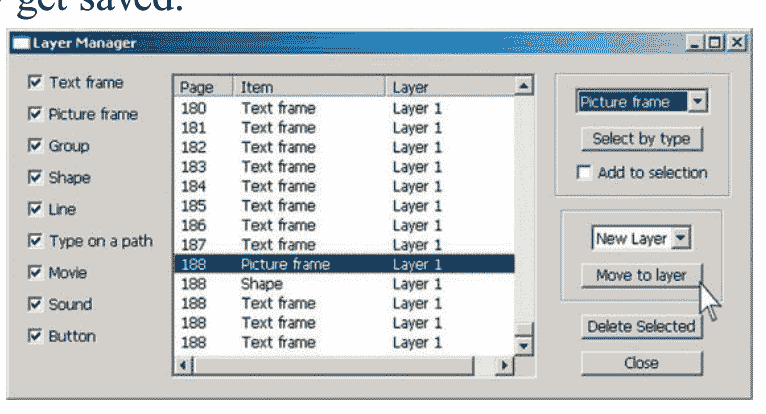 get saved.
Layer Manager
Text frame
Picture frame
Group
Shape
Line
Type on a path
Movie
Sound
Button
Page Item Layer
180 Text frame Layer 1
181 Text frame Layer 1
182 Text frame Layer 1
183 Text frame Layer 1
184 Text frame Layer 1
185 Text frame Layer 1
186 Text frame Layer 1
187 Text frame Layer 1
188 Picture frame Layer 1
188 Shape Layer 1
188 Text frame Layer 1
188 Text frame Layer 1
188 Text frame Layer 1
Picture frame
Select by type
Add to selection
New Layer
Move to layer
Delete Selected
Close